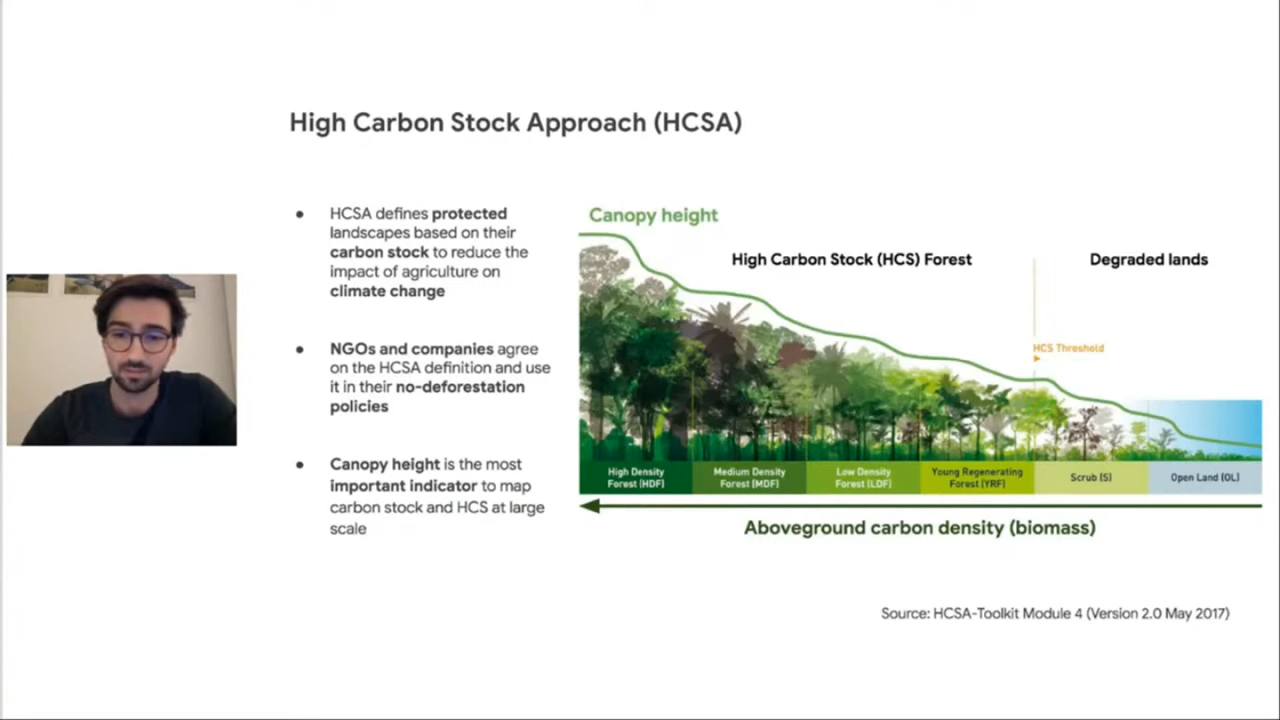 High Carbon Stock Approach (HCSA)
● HCSA defines protected
landscapes based on their
carbon stock to reduce the
impact of agriculture on
climate change
● NGOs and companies agree
on the HCSA definition and use
it in their no-deforestation
policies
● Canopy height is the most
important indicator to map
carbon stock and HCS at large
scale
Canopy height
High Carbon Stock (HCS) Forest
Degraded lands
HCS Threshold
High Density
Forest (HDF)
Medium Density
Forest (MDF)
Low Density
Forest (LDF)
Young Regenerating
Forest (YRF)
Scrub (S)
Open Land (OL)
Aboveground carbon density (biomass)
Source: HCSA-Toolkit Module 4 (Version 2.0 May 2017)